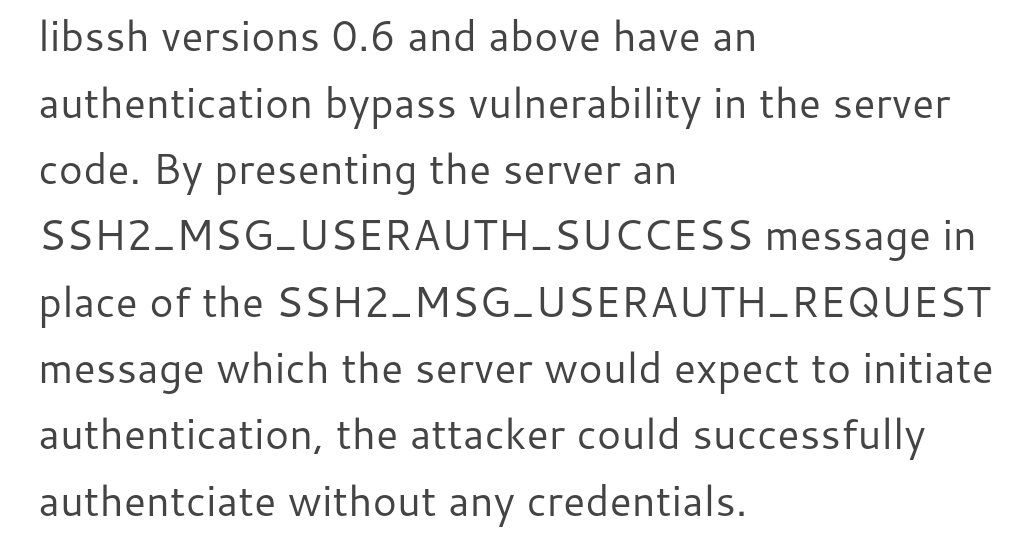 libssh versions 0.6 and above have an
authentication bypass vulnerability in the server
code. By presenting the server an
SSH2_MSG_USERAUTH_SUCCESS message in
place of the SSH2_MSG_USERAUTH_REQUEST
message which the server would expect to initiate
authentication, the attacker could successfully
authentciate without any credentials.